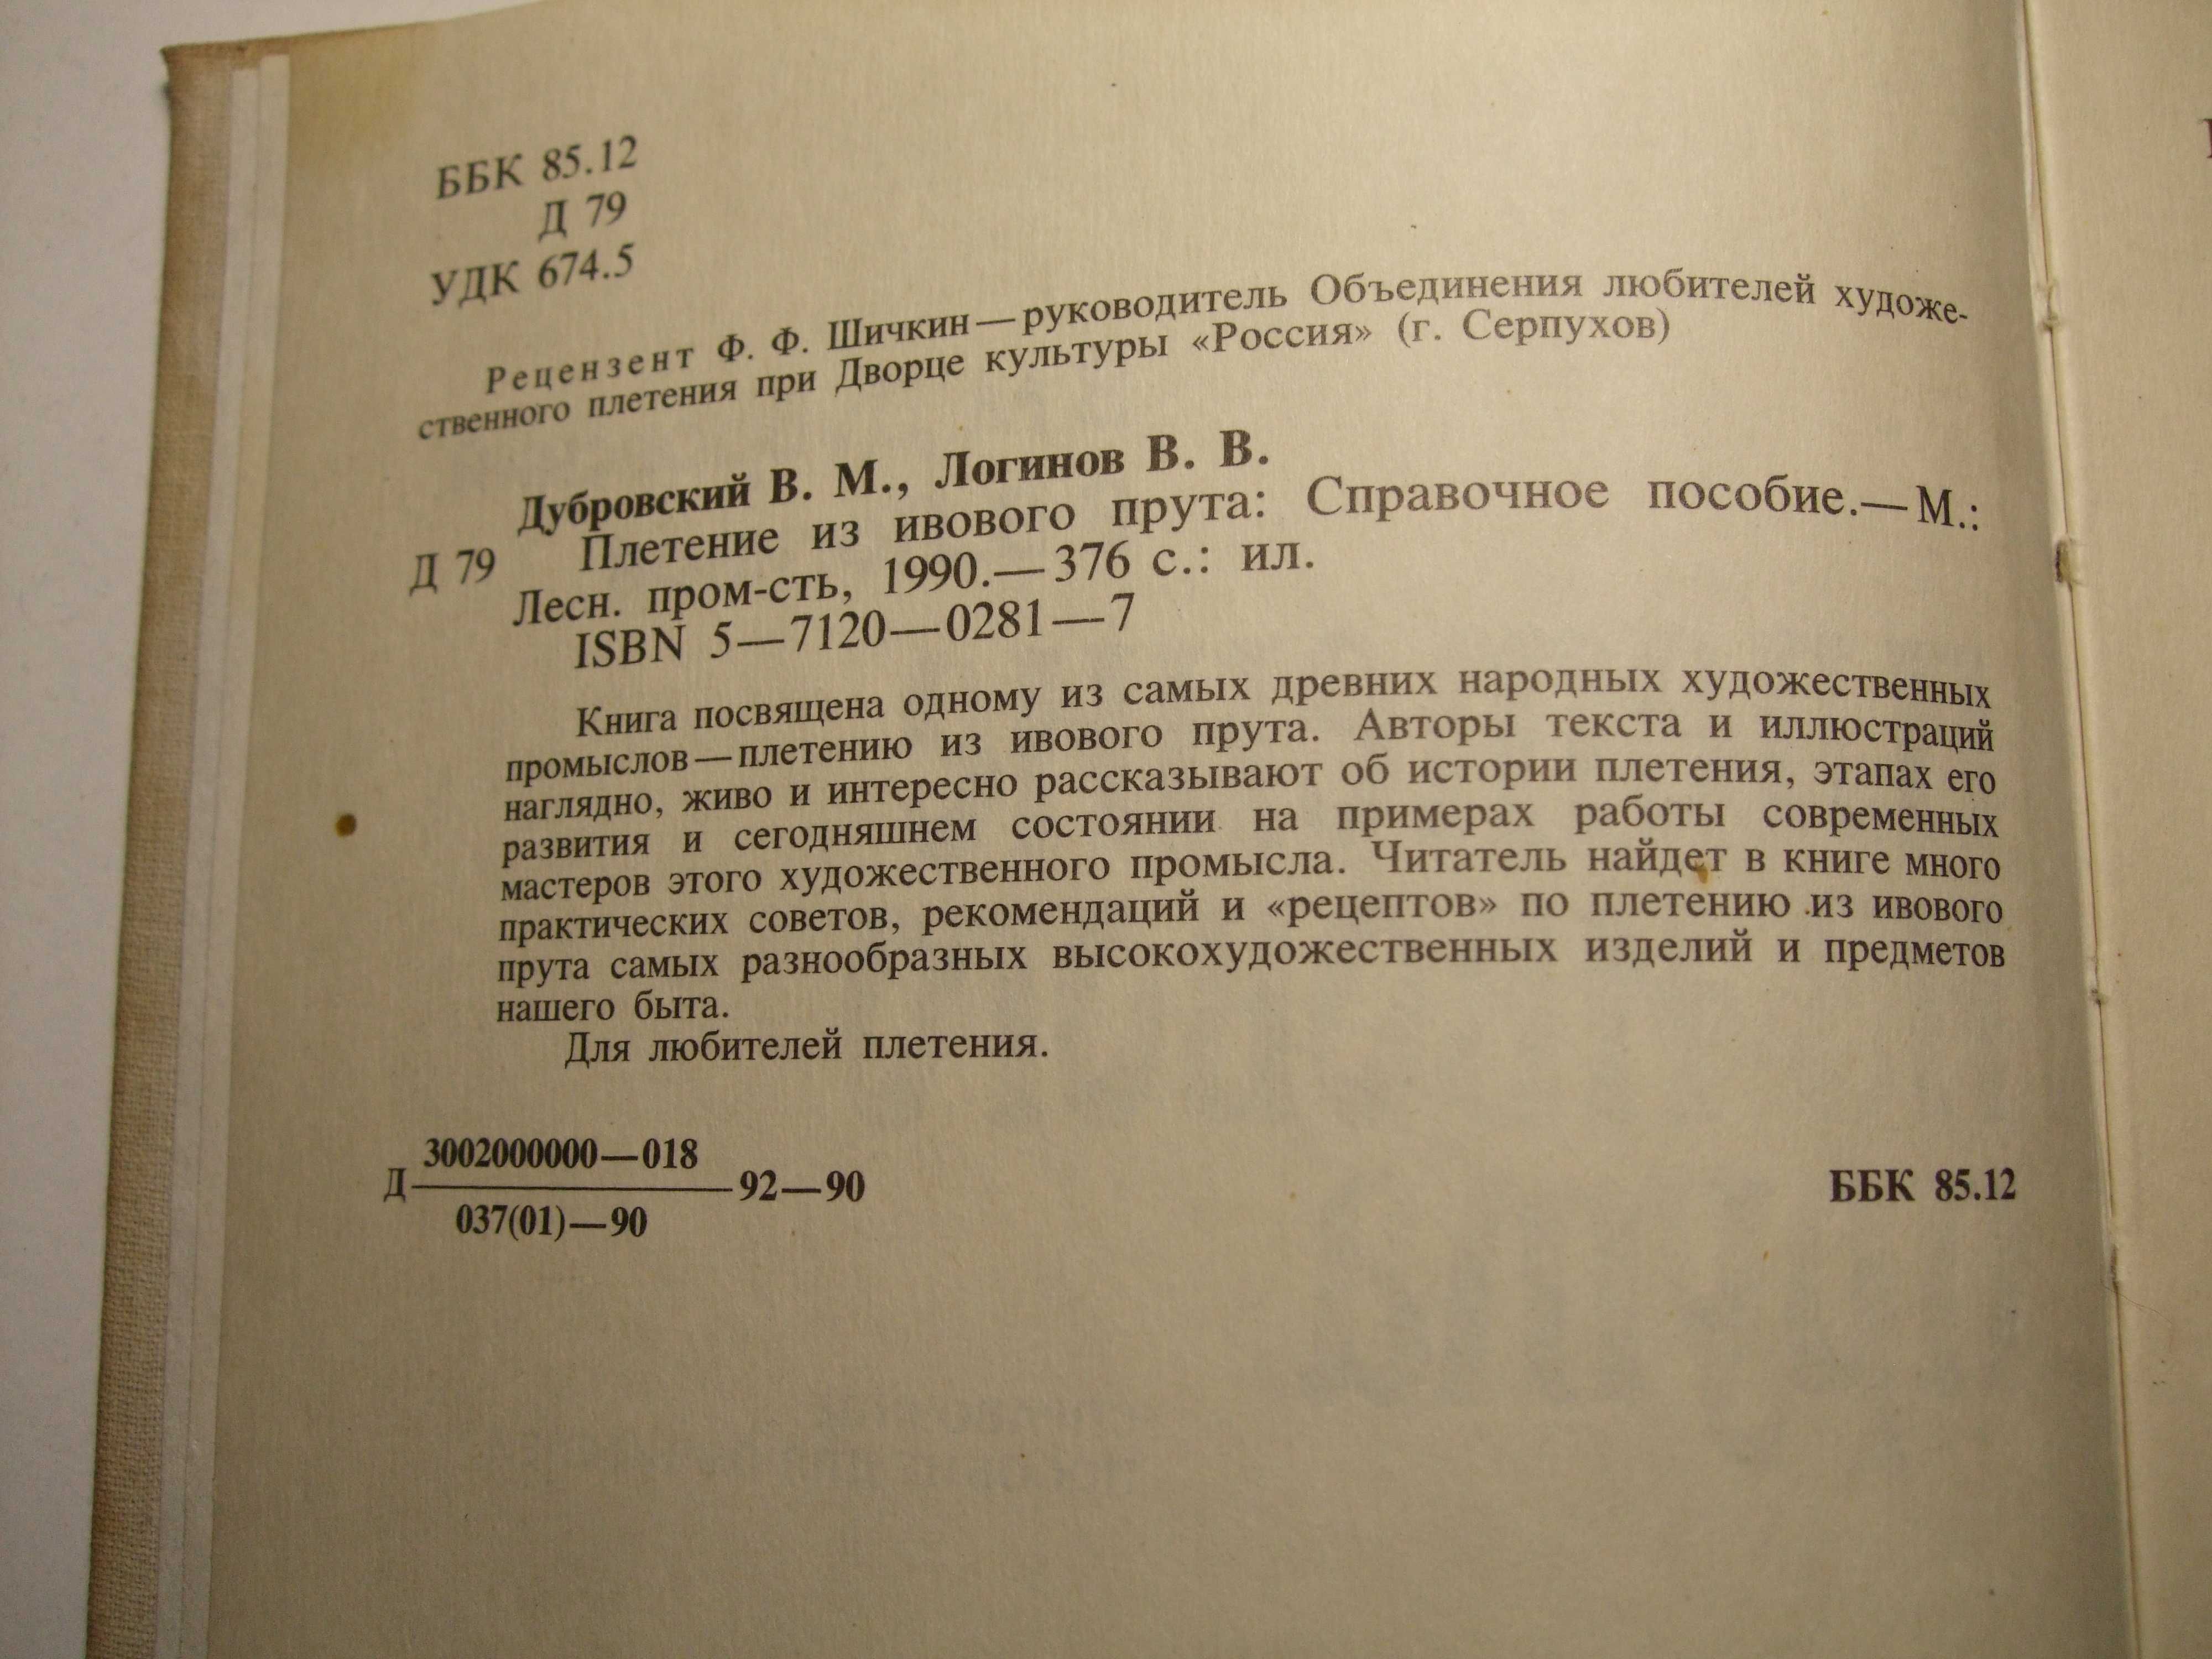 ББК 85.12
Д 79
УДК 674.5
Рецензент Ф. Ф. Шичкин—руководитель Объединения любителей художе-
ственного плетения при Дворце культуры «Россия» (г. Серпухов)
Дубровский В. М., Логинов В. В.
Д 79 Плетение из ивового прута: Справочное пособие.—М.:
Лесн. пром-сть, 1990.—376 с.: ил.
ISBN 5—7120—0281—7
Книга посвящена одному из самых древних народных художественных
промыслов—плетению из ивового прута. Авторы текста и иллюстраций
наглядно, живо и интересно рассказывают об истории плетения, этапах его
развития и сегодняшнем состоянии на примерах работы современных
мастеров этого художественного промысла. Читатель найдет в книге много
практических советов, рекомендаций и «рецептов» по плетению из ивового
прута самых разнообразных высокохудожественных изделий и предметов
нашего быта.
Для любителей плетения.
3002000000—018
Д 92—90
037(01)—90
ББК 85.12